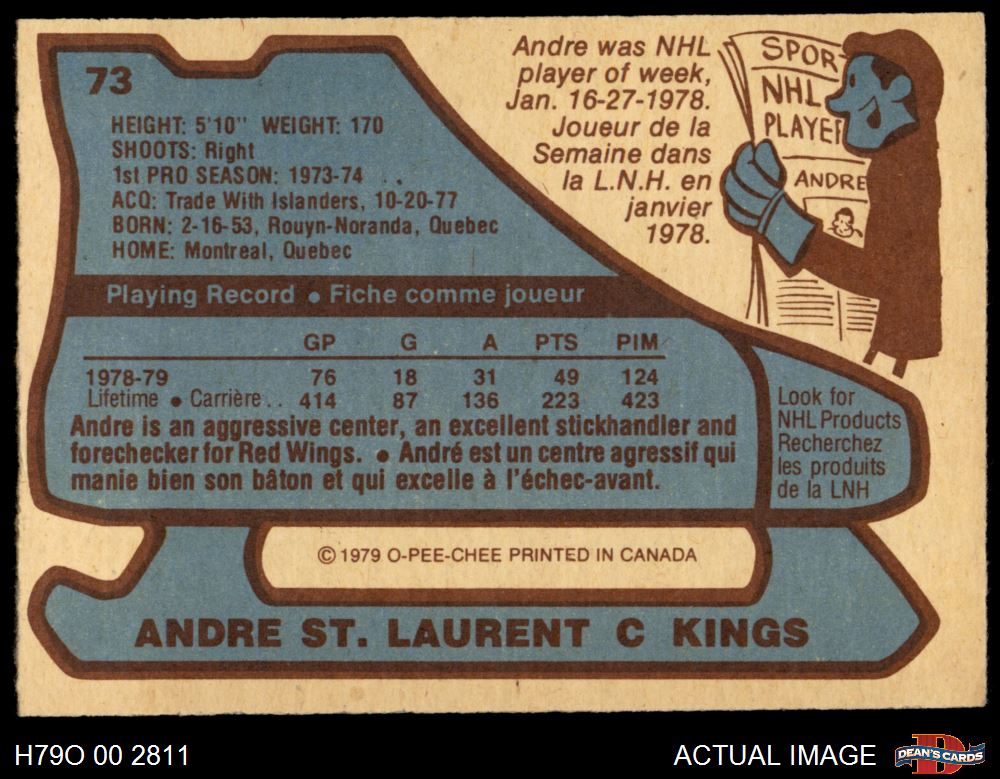 73
HEIGHT: 5'10" WEIGHT: 170
SHOOTS: Right
1st PRO SEASON: 1973-74 . .
ACQ: Trade With Islanders, 10-20-77
BORN: 2-16-53, Rouyn-Noranda, Quebec
HOME: Montreal, Quebec
Andre was NHL
player of week,
Jan. 16-27-1978.
Joueur de la
Semaine dans
la L.N.H. en
janvier
1978.
SPOR
NHL
PLAYER
ANDRE
Playing Record • Fiche comme joueur
GP G A PTS PIM
1978-79 76 18 31 49 124
Lifetime • Carrière . . 414 87 136 223 423
Andre is an aggressive center, an excellent stickhandler and
forechecker for Red Wings. • André est un centre agressif qui
manie bien son bâton et qui excelle à l'échec-avant.
Look for
NHL Products
Recherchez
les produits
de la LNH
© 1979 O-PEE-CHEE PRINTED IN CANADA
ANDRE ST. LAURENT C KINGS
H79O 00 2811
ACTUAL IMAGE
DEAN'S CARDS